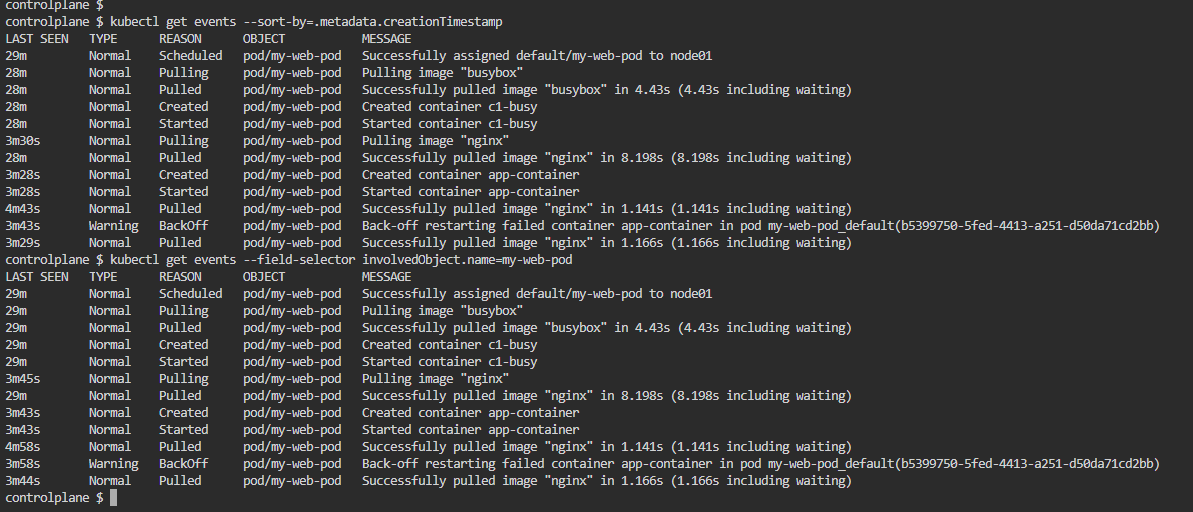 controlplane $
controlplane $ kubectl get events --sort-by=.metadata.creationTimestamp
LAST SEEN   TYPE      REASON      OBJECT           MESSAGE
29m         Normal    Scheduled   pod/my-web-pod   Successfully assigned default/my-web-pod to node01
28m         Normal    Pulling     pod/my-web-pod   Pulling image "busybox"
28m         Normal    Pulled      pod/my-web-pod   Successfully pulled image "busybox" in 4.43s (4.43s including waiting)
28m         Normal    Created     pod/my-web-pod   Created container c1-busy
28m         Normal    Started     pod/my-web-pod   Started container c1-busy
3m30s       Normal    Pulling     pod/my-web-pod   Pulling image "nginx"
28m         Normal    Pulled      pod/my-web-pod   Successfully pulled image "nginx" in 8.198s (8.198s including waiting)
3m28s       Normal    Created     pod/my-web-pod   Created container app-container
3m28s       Normal    Started     pod/my-web-pod   Started container app-container
4m43s       Normal    Pulled      pod/my-web-pod   Successfully pulled image "nginx" in 1.141s (1.141s including waiting)
3m43s       Warning   BackOff     pod/my-web-pod   Back-off restarting failed container app-container in pod my-web-pod_default(b5399750-5fed-4413-a251-d50da71cd2bb)
3m29s       Normal    Pulled      pod/my-web-pod   Successfully pulled image "nginx" in 1.166s (1.166s including waiting)
controlplane $ kubectl get events --field-selector involvedObject.name=my-web-pod
LAST SEEN   TYPE      REASON      OBJECT           MESSAGE
29m         Normal    Scheduled   pod/my-web-pod   Successfully assigned default/my-web-pod to node01
29m         Normal    Pulling     pod/my-web-pod   Pulling image "busybox"
29m         Normal    Pulled      pod/my-web-pod   Successfully pulled image "busybox" in 4.43s (4.43s including waiting)
29m         Normal    Created     pod/my-web-pod   Created container c1-busy
29m         Normal    Started     pod/my-web-pod   Started container c1-busy
3m45s       Normal    Pulling     pod/my-web-pod   Pulling image "nginx"
29m         Normal    Pulled      pod/my-web-pod   Successfully pulled image "nginx" in 8.198s (8.198s including waiting)
3m43s       Normal    Created     pod/my-web-pod   Created container app-container
3m43s       Normal    Started     pod/my-web-pod   Started container app-container
4m58s       Normal    Pulled      pod/my-web-pod   Successfully pulled image "nginx" in 1.141s (1.141s including waiting)
3m58s       Warning   BackOff     pod/my-web-pod   Back-off restarting failed container app-container in pod my-web-pod_default(b5399750-5fed-4413-a251-d50da71cd2bb)
3m44s       Normal    Pulled      pod/my-web-pod   Successfully pulled image "nginx" in 1.166s (1.166s including waiting)
controlplane $